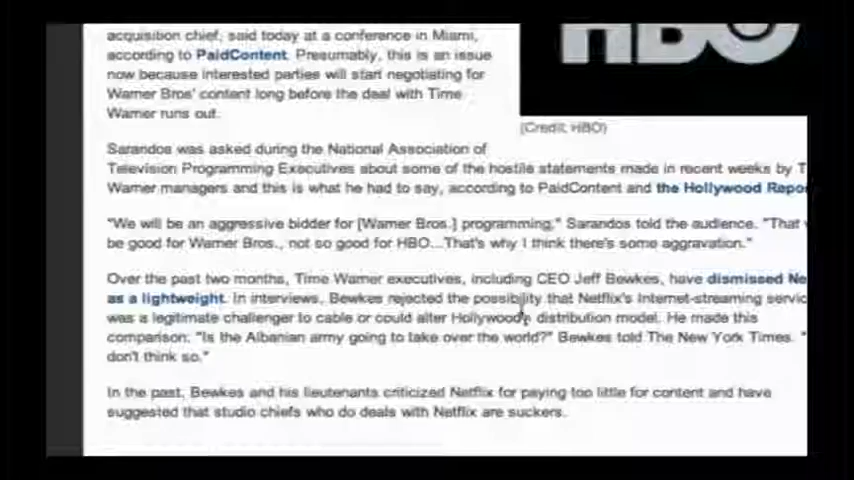 acquisition chief, said today at a conference in Miami,
according to PaidContent. Presumably, this is an issue
now because interested parties will start negotiating for
Warner Bros' content long before the deal with Time
Warner runs out.
HBO
(Credit: HBO)
Sarandos was asked during the National Association of
Television Programming Executives about some of the hostile statements made in recent weeks by T
Warner managers and this is what he had to say, according to PaidContent and the Hollywood Repor
"We will be an aggressive bidder for [Warner Bros.] programming," Sarandos told the audience. "That
be good for Warner Bros., not so good for HBO...That's why I think there's some aggravation."
Over the past two months, Time Warner executives, including CEO Jeff Bewkes, have dismissed Ne
as a lightweight. In interviews, Bewkes rejected the possibility that Netflix's Internet-streaming servic
was a legitimate challenger to cable or could alter Hollywood's distribution model. He made this
comparison: "Is the Albanian army going to take over the world?" Bewkes told The New York Times. "
don't think so."
In the past, Bewkes and his lieutenants criticized Netflix for paying too little for content and have
suggested that studio chiefs who do deals with Netflix are suckers.